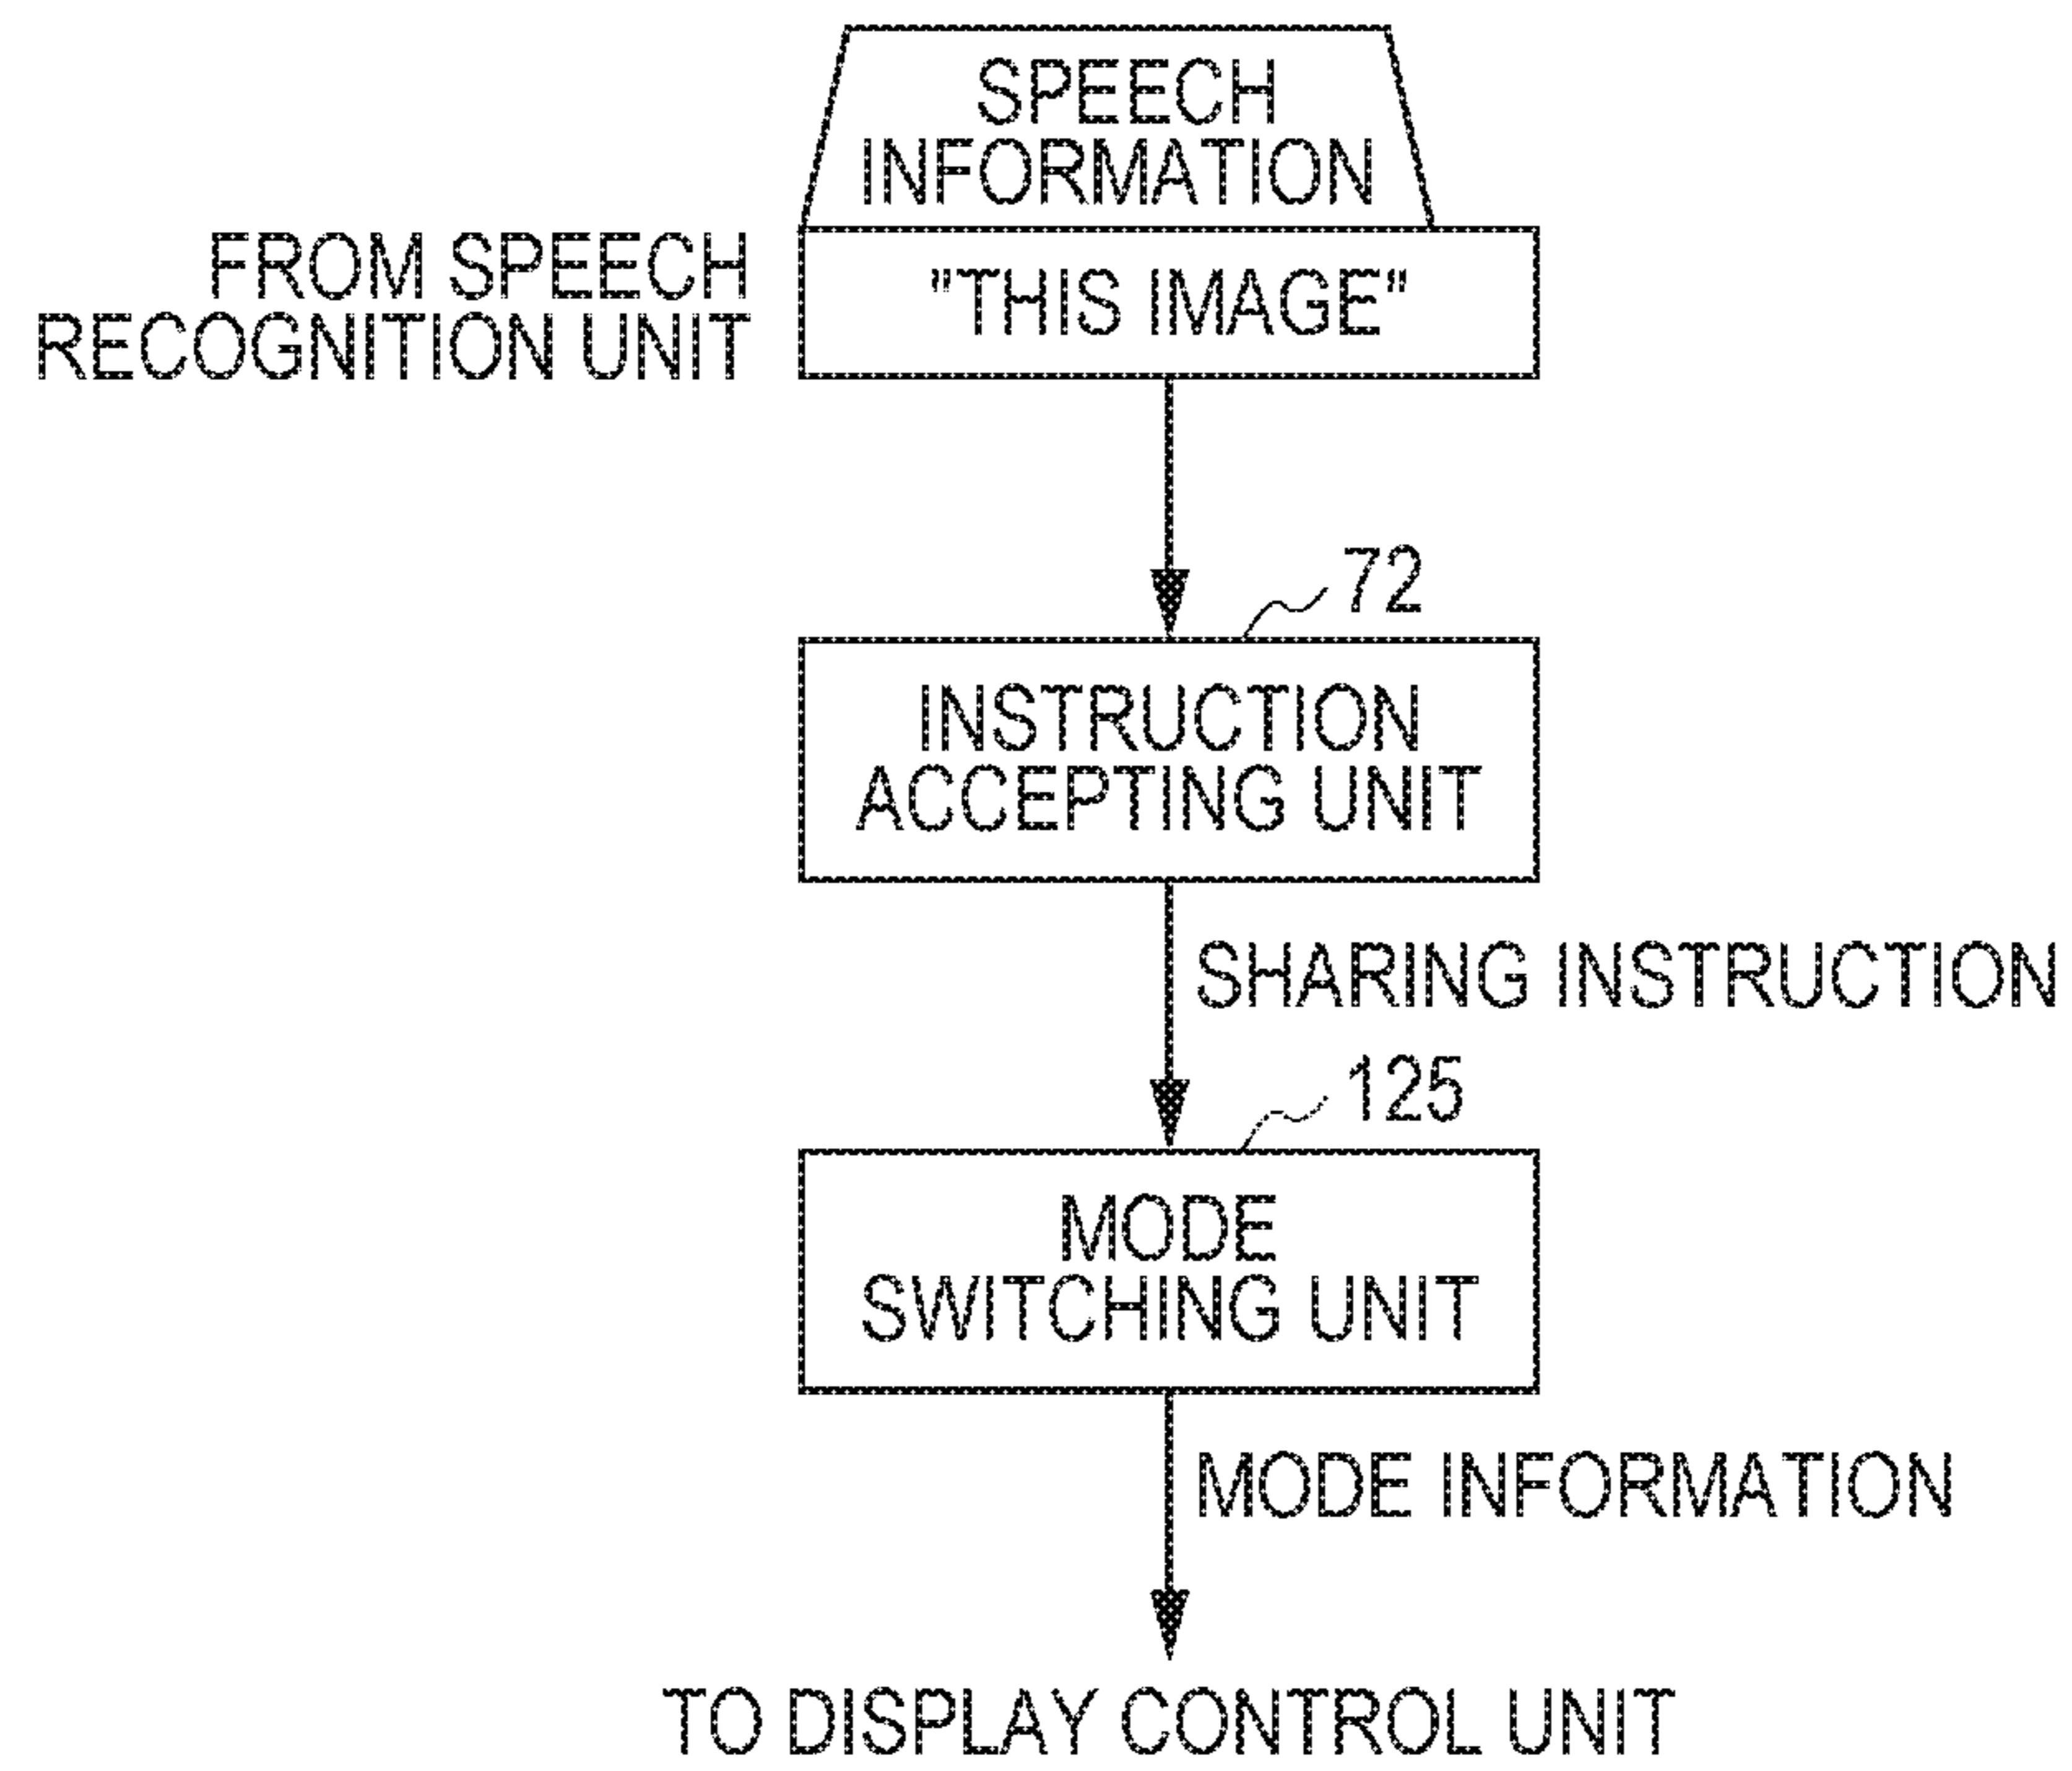 SPEECH
INFORMATION
FROM SPEECH
RECOGNITION UNIT
"THIS IMAGE"
72
INSTRUCTION
ACCEPTING UNIT
SHARING INSTRUCTION
125
MODE
SWITCHING UNIT
MODE INFORMATION
TO DISPLAY CONTROL UNIT